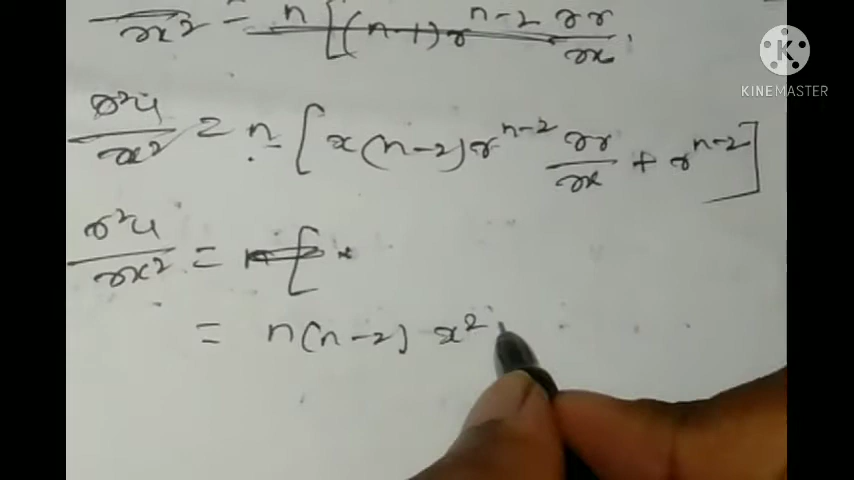 ∂x² = n [(n-1) r^{n-2} ∂r/∂x
KINEMASTER
∂²u/∂x² = n [ x(n-2) r^{n-2} ∂r/∂x + r^{n-2} ]
∂²u/∂x² = n [ x
= n(n-2) x²